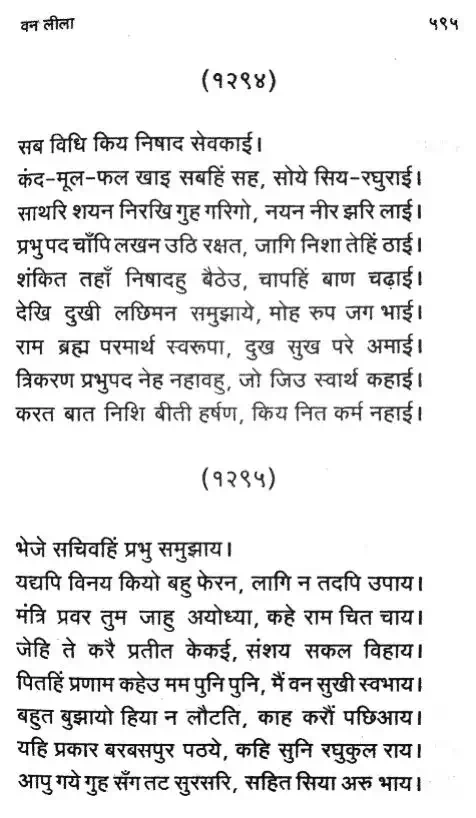 वन लीला
५९५
(१२९४)
सब विधि किय निषाद सेवकाई।
कंद-मूल-फल खाइ सबहिं सह, सोये सिय-रघुराई।
साथरि शयन निरखि गुह गरिगो, नयन नीर झरि लाई।
प्रभु पद चाँपि लखन उठि रक्षत, जागि निशा तेहिं ठाई।
शंकित तहाँ निषादहु बैठेउ, चापहिं बाण चढ़ाई।
देखि दुखी लछिमन समुझाये, मोह रुप जग भाई।
राम ब्रह्म परमार्थ स्वरूपा, दुख सुख परे अमाई।
त्रिकरण प्रभुपद नेह नहावहु, जो जिउ स्वार्थ कहाई।
करत बात निशि बीती हर्षण, किय नित कर्म नहाई।
(१२९५)
भेजे सचिवहिं प्रभु समुझाय।
यद्यपि विनय कियो बहु फेरन, लागि न तदपि उपाय।
मंत्रि प्रवर तुम जाहु अयोध्या, कहे राम चित चाय।
जेहि ते करै प्रतीत केकई, संशय सकल विहाय।
पितहिं प्रणाम कहेउ मम पुनि पुनि, मैं वन सुखी स्वभाय।
बहुत बुझायो हिया न लौटति, काह करौं पछिआय।
यहि प्रकार बरबसपुर पठये, कहि सुनि रघुकुल राय।
आपु गये गुह सँग तट सुरसरि, सहित सिया अरु भाय।